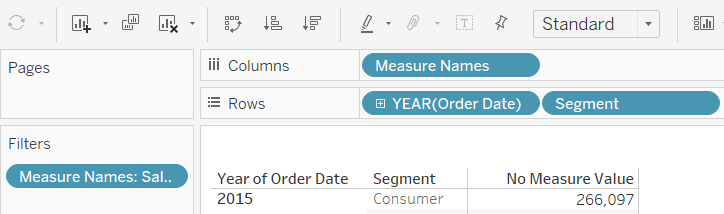 Standard
Pages
Columns
Measure Names
Rows
YEAR(Order Date)
Segment
Filters
Measure Names: Sal..
Year of Order Date Segment No Measure Value
2015 Consumer 266,097